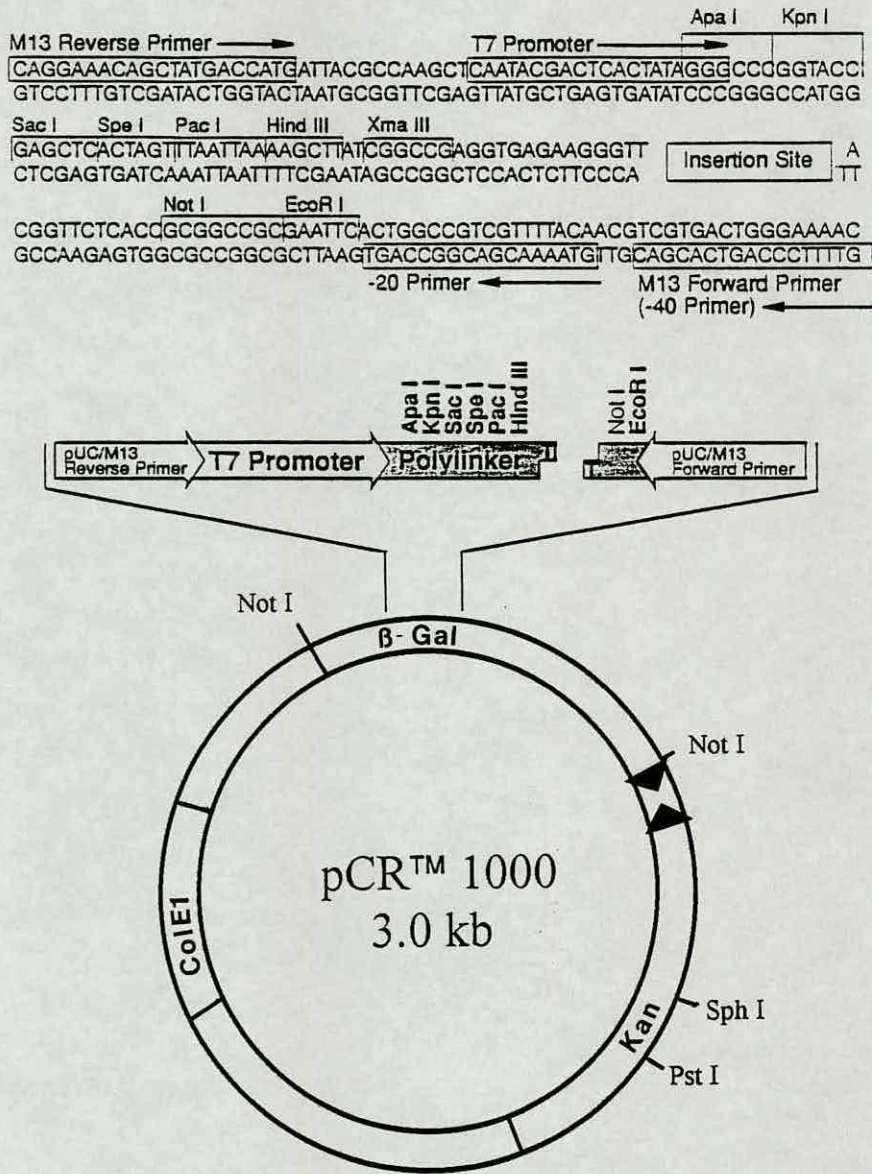 Apa I Kpn I
M13 Reverse Primer T7 Promoter
CAGGAAACAGCTATGACCATGATTACGCCAAGCTCAATACGACTCACTATAGGGCCCGGTACC
GTCCTTTGTCGATACTGGTACTAATGCGGTTCGAGTTATGCTGAGTGATATCCCGGGCCATGG
Sac I Spe I Pac I Hind III Xma III
GAGCTCACTAGTTTAATTAAAAGCTTATCGGCCGAGGTGAGAAGGGTT Insertion Site A
CTCGAGTGATCAAATTAATTTTCGAATAGCCGGCTCCACTCTTCCCA TT
Not I EcoR I
CGGTTCTCACCGCGGCCGCGAATTCACTGGCCGTCGTTTTACAACGTCGTGACTGGGAAAAC
GCCAAGAGTGGCGCCGGCGCTTAAGTGACCGGCAGCAAAATGTTGCAGCACTGACCCTTTTG
-20 Primer M13 Forward Primer
(-40 Primer)
Apa I
Kpn I
Sac I
Spe I
Pac I
Hind III
Not I
EcoR I
pUC/M13
Reverse Primer
T7 Promoter
Polylinker
T
T
pUC/M13
Forward Primer
Not I
β-Gal
Not I
pCR™ 1000
3.0 kb
ColE1
Kan
Sph I
Pst I